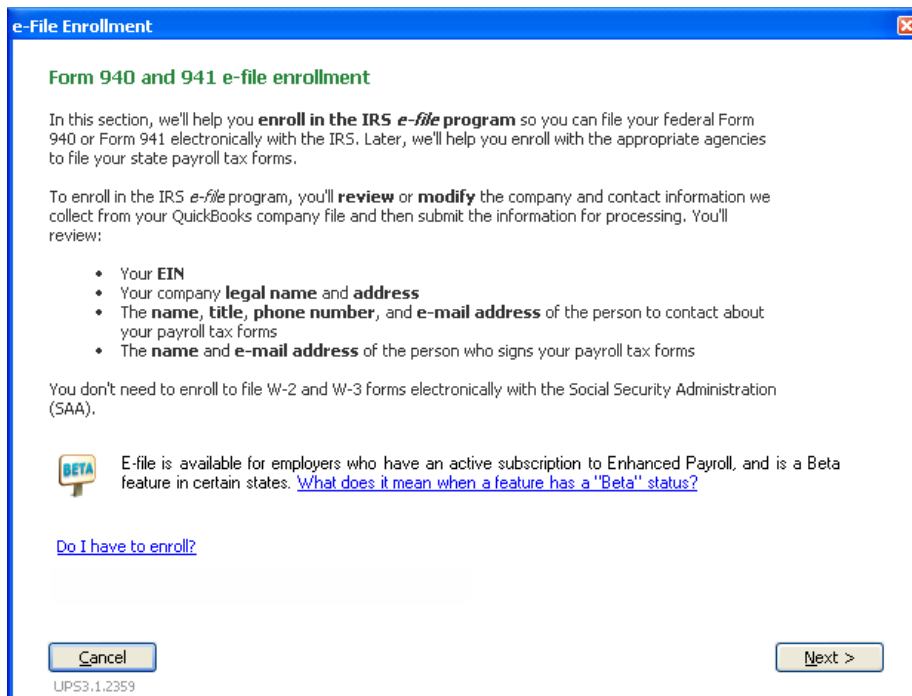 e-File Enrollment
Form 940 and 941 e-file enrollment
In this section, we'll help you enroll in the IRS e-file program so you can file your federal Form
940 or Form 941 electronically with the IRS. Later, we'll help you enroll with the appropriate agencies
to file your state payroll tax forms.
To enroll in the IRS e-file program, you'll review or modify the company and contact information we
collect from your QuickBooks company file and then submit the information for processing. You'll
review:
• Your EIN
• Your company legal name and address
• The name, title, phone number, and e-mail address of the person to contact about
your payroll tax forms
• The name and e-mail address of the person who signs your payroll tax forms
You don't need to enroll to file W-2 and W-3 forms electronically with the Social Security Administration
(SAA).
BETA
E-file is available for employers who have an active subscription to Enhanced Payroll, and is a Beta
feature in certain states. What does it mean when a feature has a "Beta" status?
Do I have to enroll?
Cancel
Next >
UPS3.1.2359